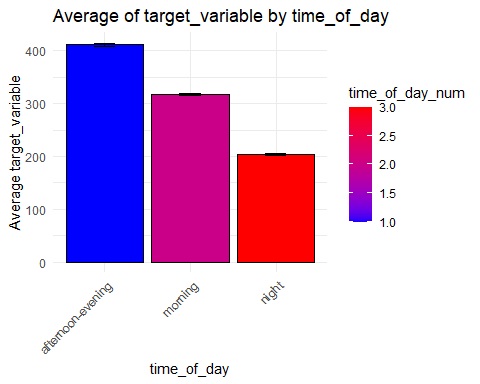 Average of target_variable by time_of_day
Average target_variable
400
300
200
100
0
afternoon-evening
morning
night
time_of_day
time_of_day_num
3.0
2.5
2.0
1.5
1.0